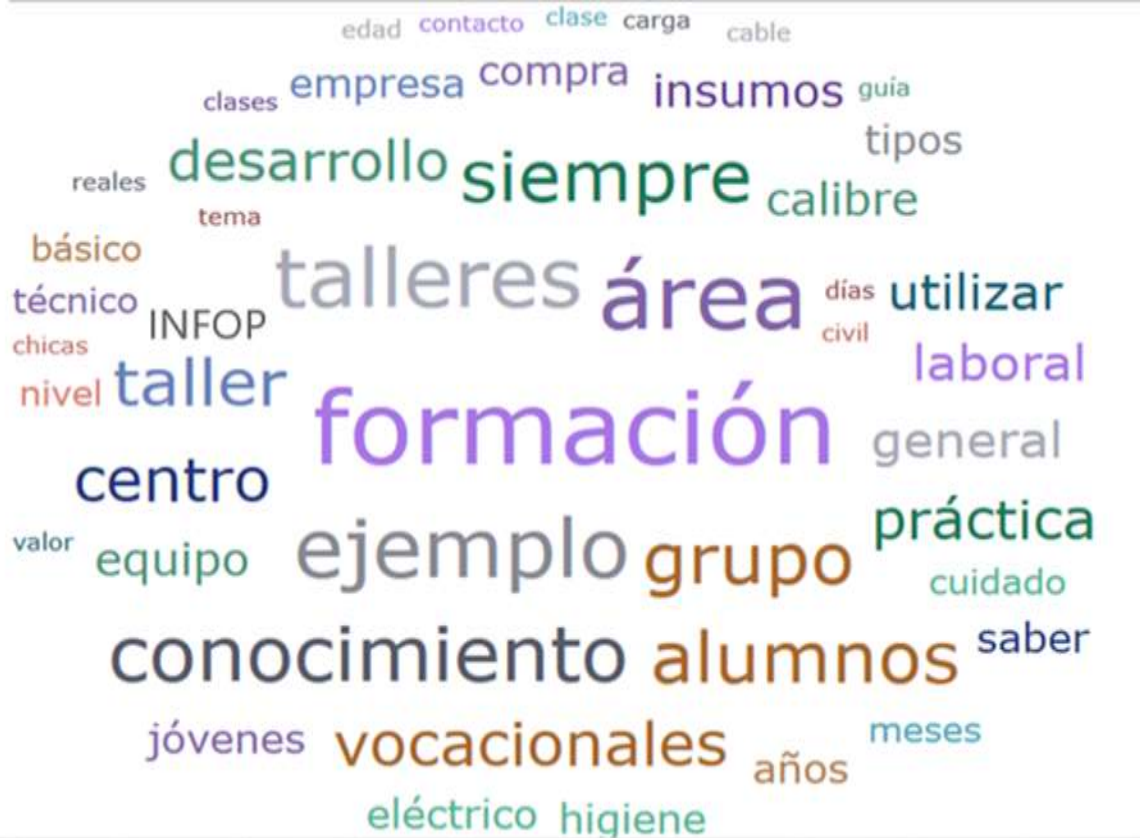 edad contacto clase carga cable
clases empresa compra insumos guía
tipos
reales desarrollo siempre calibre
tema
básico talleres área días utilizar
técnico INFOP civil
chicas laboral
nivel taller formación general
centro práctica
valor equipo ejemplo grupo cuidado
conocimiento alumnos saber
jóvenes vocacionales años meses
eléctrico higiene